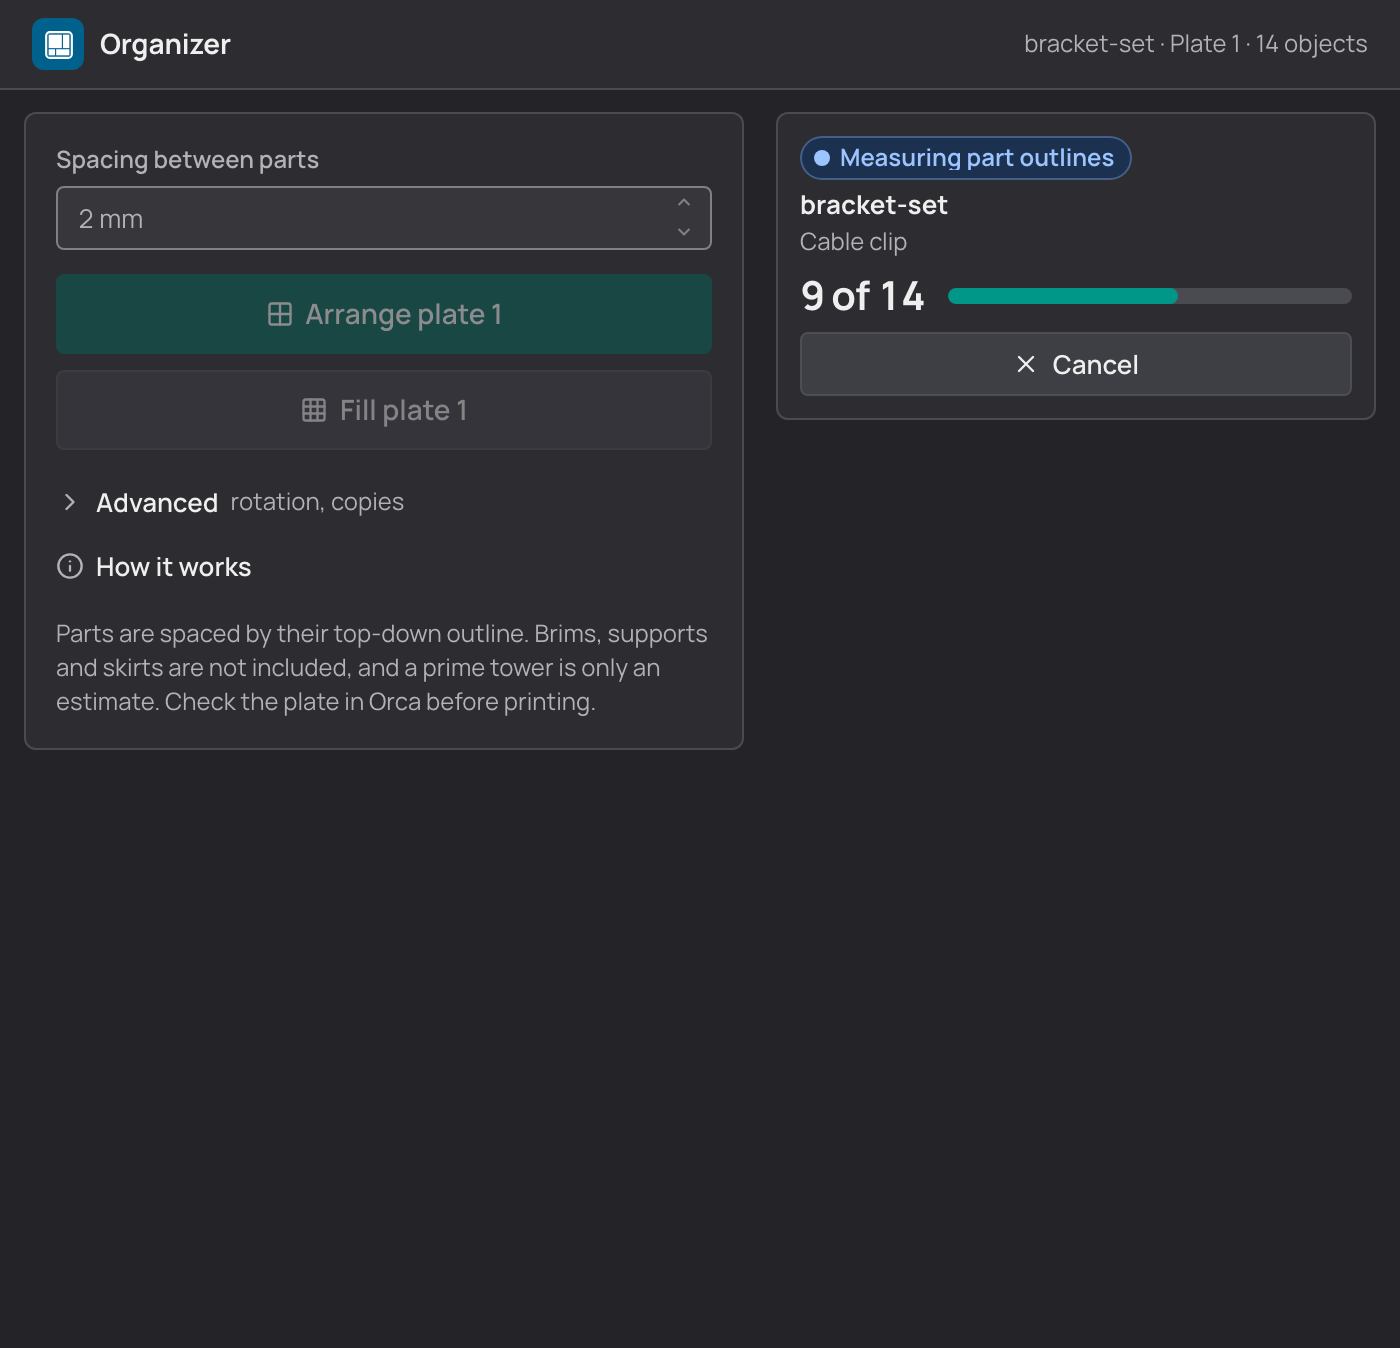 Organizer
bracket-set · Plate 1 · 14 objects
Spacing between parts
2 mm
Arrange plate 1
Fill plate 1
Advanced rotation, copies
How it works
Parts are spaced by their top-down outline. Brims, supports
and skirts are not included, and a prime tower is only an
estimate. Check the plate in Orca before printing.
Measuring part outlines
bracket-set
Cable clip
9 of 14
Cancel